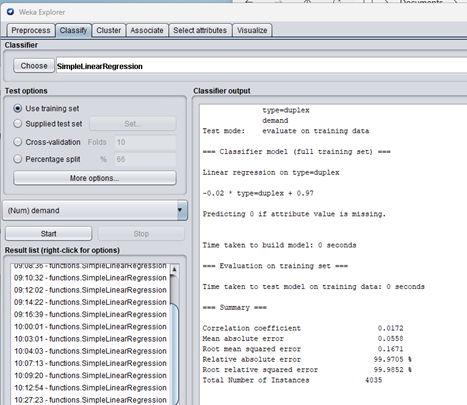 Documents
Weka Explorer
Preprocess Classify Cluster Associate Select attributes Visualize
Classifier
Choose SimpleLinearRegression
Test options
Use training set
Supplied test set Set...
Cross-validation Folds 10
Percentage split % 66
More options...
(Num) demand
Start Stop
Result list (right-click for options)
09:08:36 - functions.SimpleLinearRegression
09:10:32 - functions.SimpleLinearRegression
09:12:02 - functions.SimpleLinearRegression
09:14:22 - functions.SimpleLinearRegression
09:16:39 - functions.SimpleLinearRegression
10:00:01 - functions.SimpleLinearRegression
10:03:01 - functions.SimpleLinearRegression
10:04:03 - functions.SimpleLinearRegression
10:07:13 - functions.SimpleLinearRegression
10:09:20 - functions.SimpleLinearRegression
10:12:54 - functions.SimpleLinearRegression
10:27:23 - functions.SimpleLinearRegression
Classifier output
type=duplex
demand
Test mode: evaluate on training data
=== Classifier model (full training set) ===
Linear regression on type=duplex
-0.02 * type=duplex + 0.97
Predicting 0 if attribute value is missing.
Time taken to build model: 0 seconds
=== Evaluation on training set ===
Time taken to test model on training data: 0 seconds
=== Summary ===
Correlation coefficient 0.0172
Mean absolute error 0.0558
Root mean squared error 0.1671
Relative absolute error 99.9705 %
Root relative squared error 99.9852 %
Total Number of Instances 4035